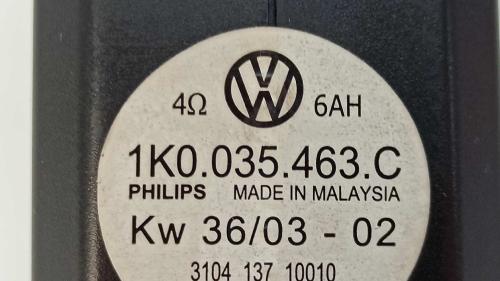 4Ω 6AH
1K0.035.463.C
PHILIPS MADE IN MALAYSIA
Kw 36/03 - 02
3104 137 10010